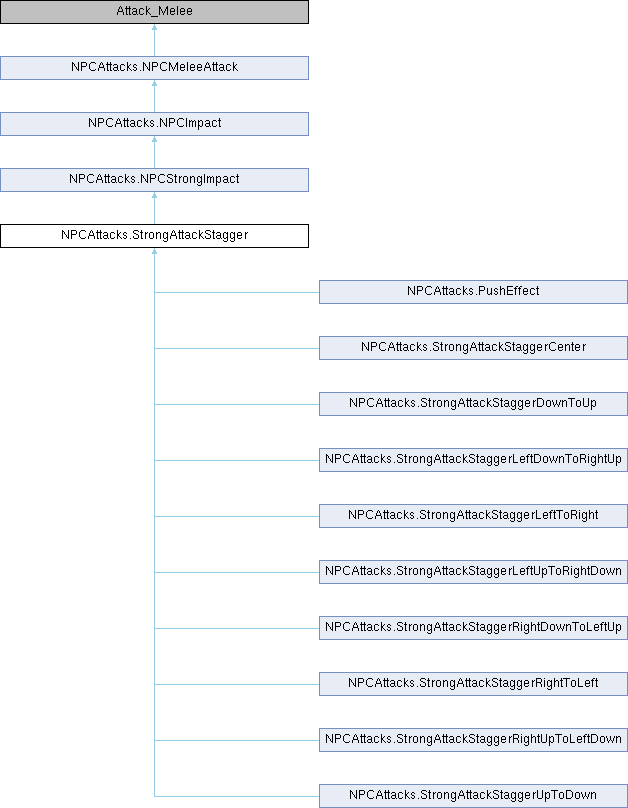 Attack_Melee
NPCAttacks.NPCMeleeAttack
NPCAttacks.NPCImpact
NPCAttacks.NPCStrongImpact
NPCAttacks.StrongAttackStagger
NPCAttacks.PushEffect
NPCAttacks.StrongAttackStaggerCenter
NPCAttacks.StrongAttackStaggerDownToUp
NPCAttacks.StrongAttackStaggerLeftDownToRightUp
NPCAttacks.StrongAttackStaggerLeftToRight
NPCAttacks.StrongAttackStaggerLeftUpToRightDown
NPCAttacks.StrongAttackStaggerRightDownToLeftUp
NPCAttacks.StrongAttackStaggerRightToLeft
NPCAttacks.StrongAttackStaggerRightUpToLeftDown
NPCAttacks.StrongAttackStaggerUpToDown